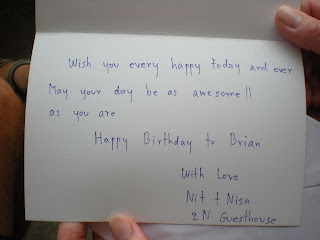 Wish you every happy Today and ever
May your day be as awesome!!
as you are
Happy Birthday to Brian
With Love
Nit + Nisa
2N Guesthouse